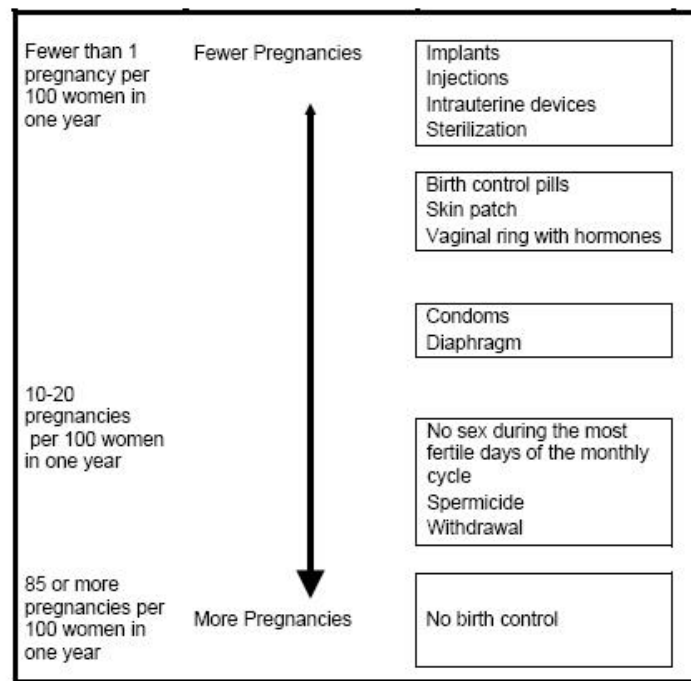 Fewer than 1
pregnancy per
100 women in
one year
Fewer Pregnancies
Implants
Injections
Intrauterine devices
Sterilization
Birth control pills
Skin patch
Vaginal ring with hormones
Condoms
Diaphragm
10-20
pregnancies
per 100 women
in one year
No sex during the most
fertile days of the monthly
cycle
Spermicide
Withdrawal
85 or more
pregnancies per
100 women in
one year
More Pregnancies
No birth control